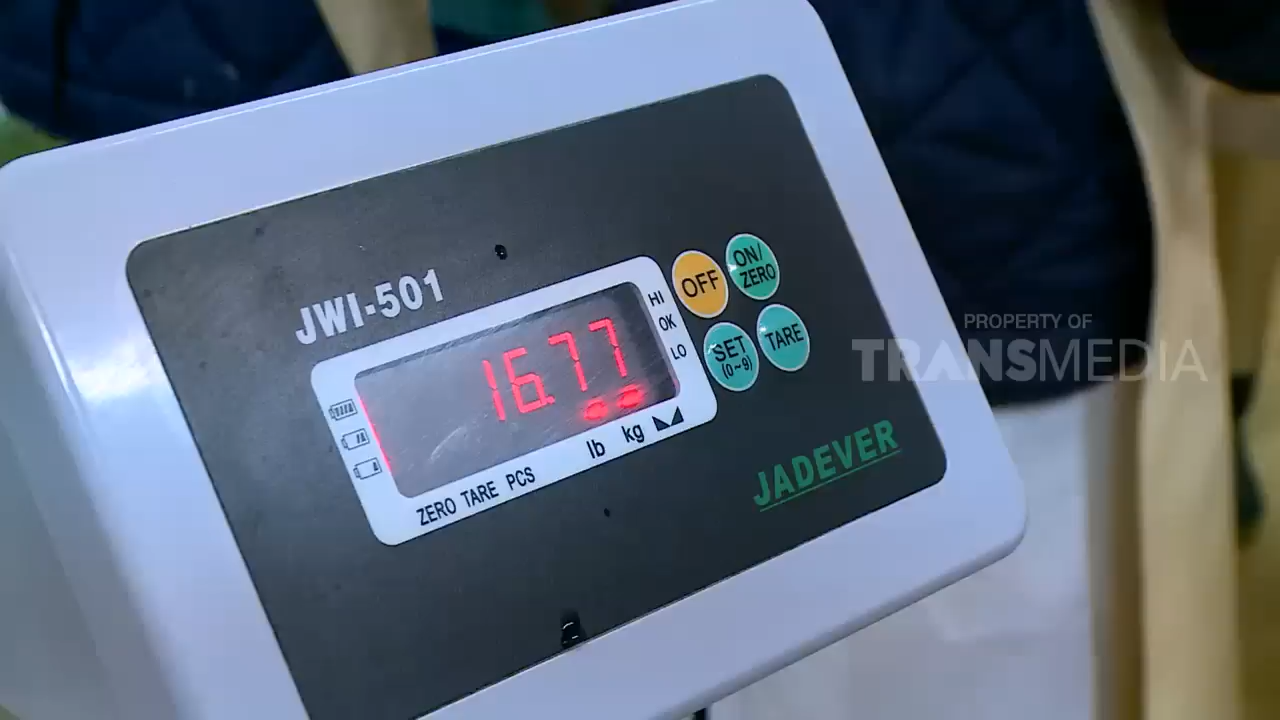 JWI-501
16.77
HI
OK
LO
OFF
ON/
ZERO
SET
(0~9)
TARE
ZERO TARE PCS lb kg
JADEVER
PROPERTY OF
TRANSMEDIA